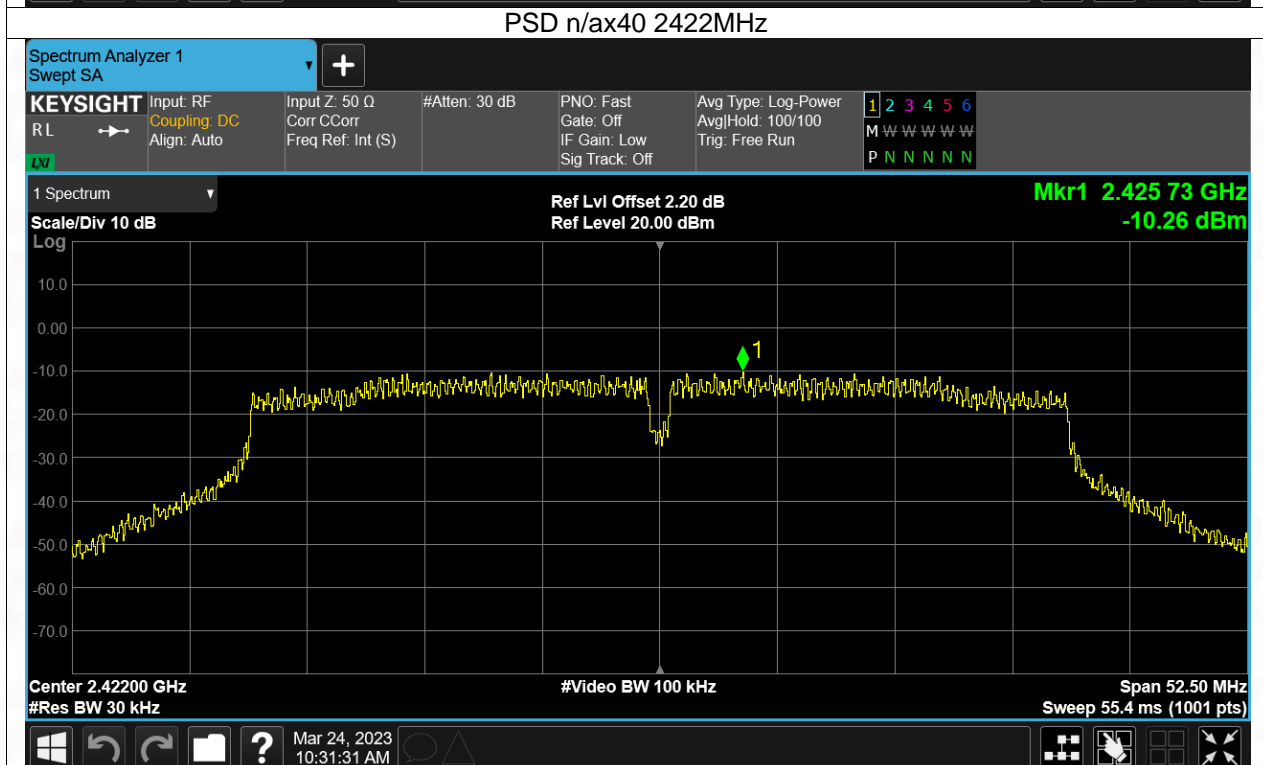 PSD n/ax40 2422MHz
Spectrum Analyzer 1
Swept SA
+
KEYSIGHT
RL
LXI
Input: RF
Coupling: DC
Align: Auto
Input Z: 50 Ω
Corr CCorr
Freq Ref: Int (S)
#Atten: 30 dB
PNO: Fast
Gate: Off
IF Gain: Low
Sig Track: Off
Avg Type: Log-Power
Avg|Hold: 100/100
Trig: Free Run
1 2 3 4 5 6
M W W W W W
P N N N N N
1 Spectrum
Scale/Div 10 dB
Ref Lvl Offset 2.20 dB
Ref Level 20.00 dBm
Mkr1 2.425 73 GHz
-10.26 dBm
Log
10.0
0.00
-10.0
-20.0
-30.0
-40.0
-50.0
-60.0
-70.0
1
Center 2.42200 GHz
#Res BW 30 kHz
#Video BW 100 kHz
Span 52.50 MHz
Sweep 55.4 ms (1001 pts)
?
Mar 24, 2023
10:31:31 AM